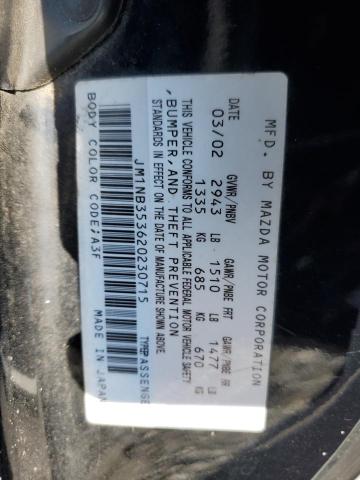 MFD. BY MAZDA MOTOR CORPORATION
DATE GVWR/PNBV GAWR/PNBE FRT GAWR/PNBE RR
03/02 2943 LB 1510 LB 1477 LB
1335 KG 685 KG 670 KG
THIS VEHICLE CONFORMS TO ALL APPLICABLE FEDERAL MOTOR VEHICLE SAFETY
, BUMPER, AND THEFT PREVENTION
STANDARDS IN EFFECT ON THE DATE OF MANUFACTURE SHOWN ABOVE.
JM1NB353620230715 TYPE: PASSENGE
BODY COLOR CODE: A3F MADE IN JAPAN